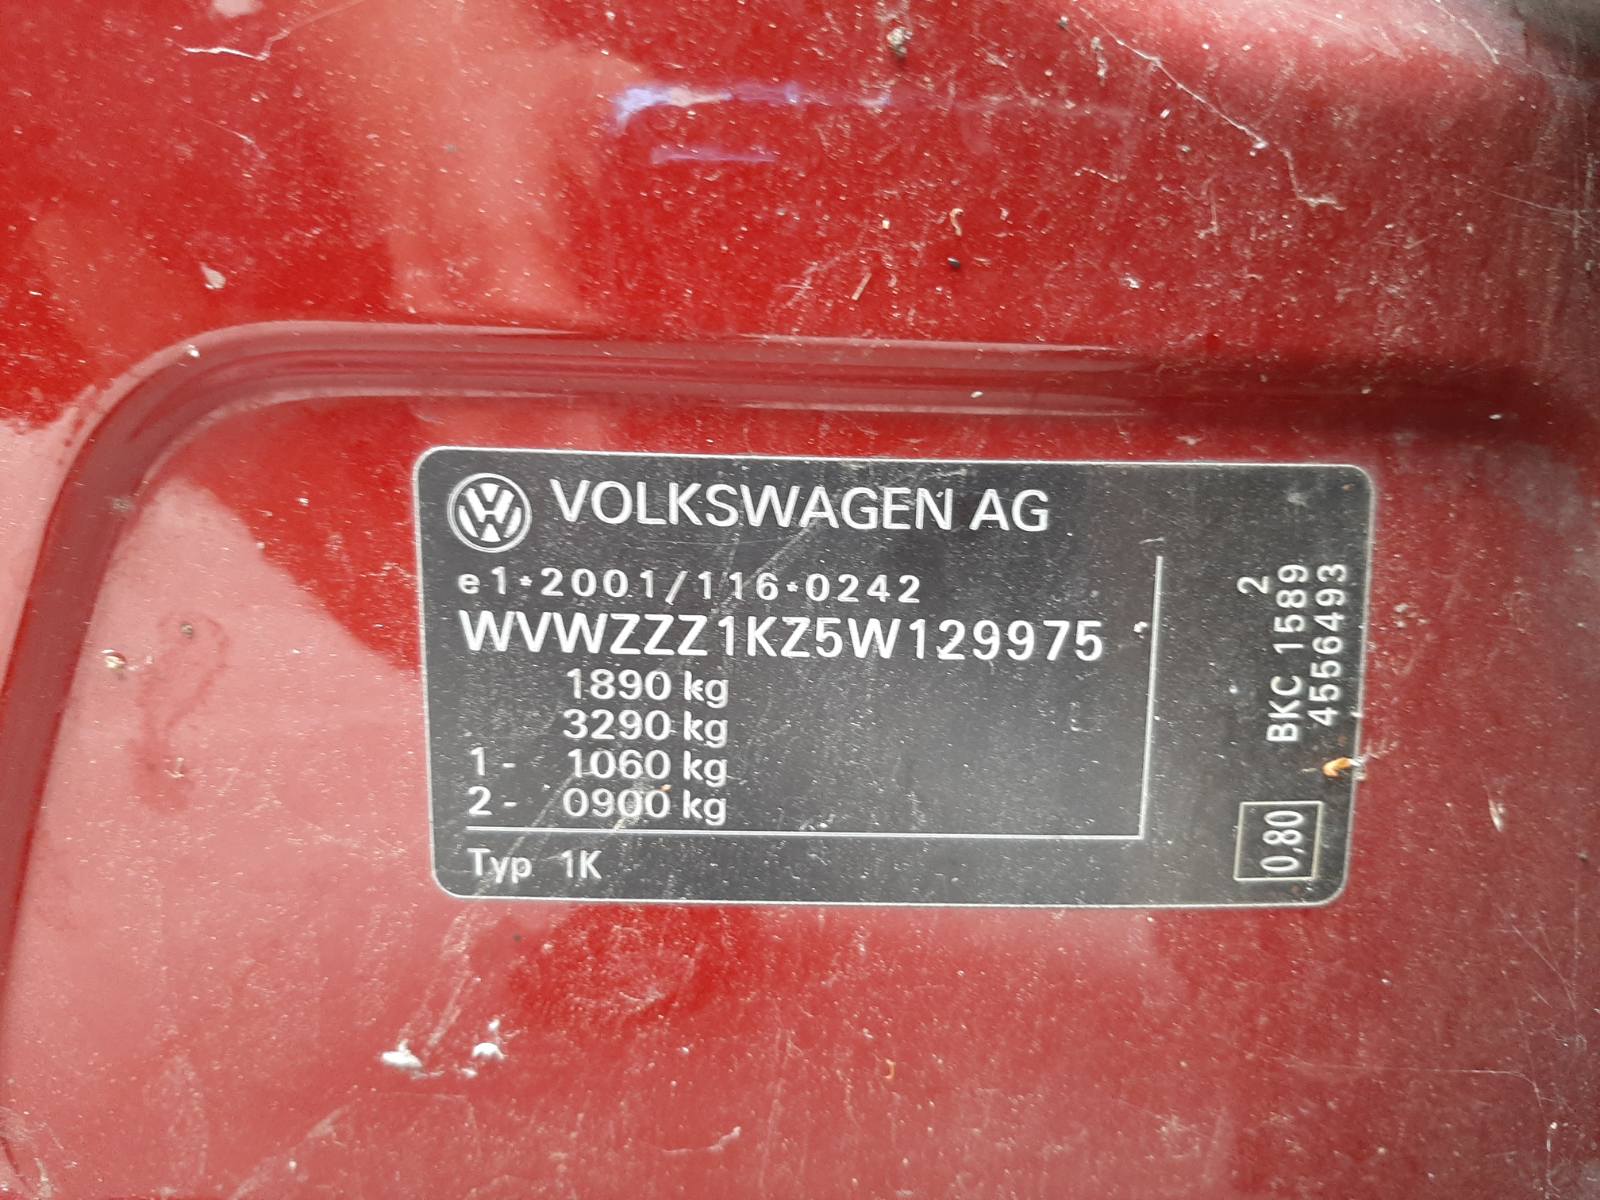 VOLKSWAGEN AG
e1*2001/116*0242
WVWZZZ1KZ5W129975
1890 kg
3290 kg
1- 1060 kg
2- 0900 kg
Typ 1K
2
BKC 1589
4556493
0,80